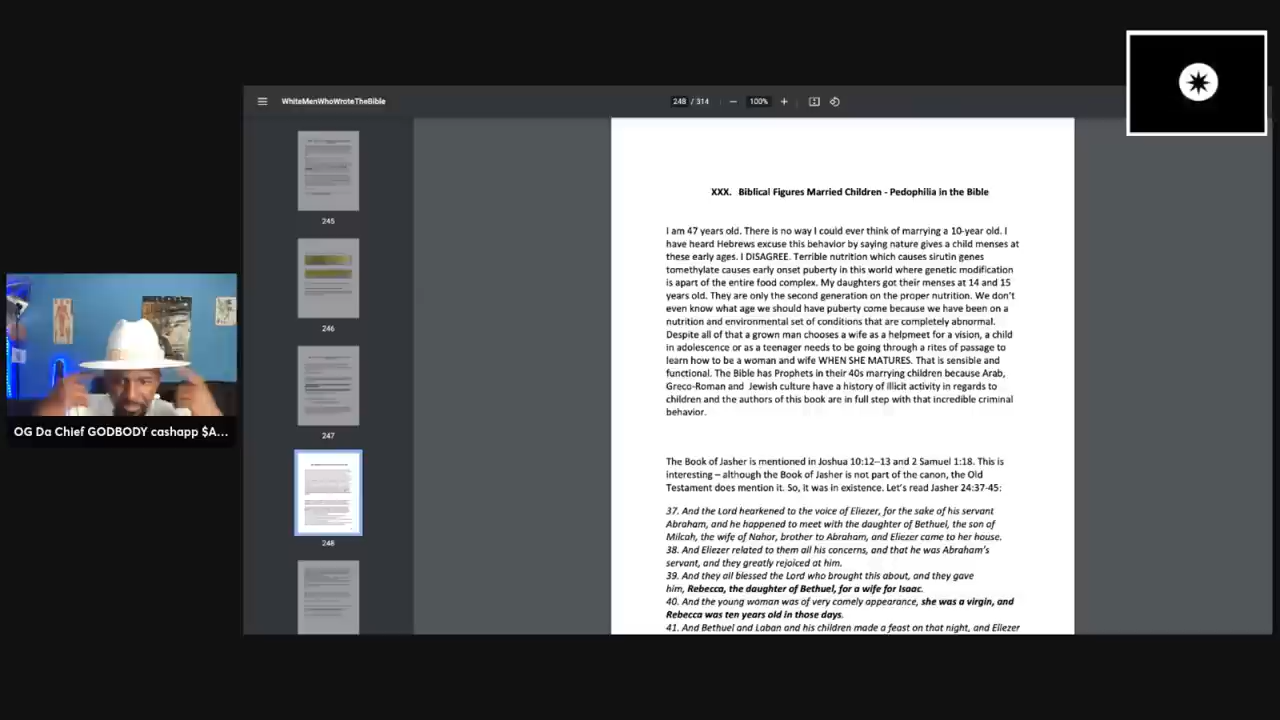 WhiteMenWhoWroteTheBible
248 / 314
100%
245
246
247
248
OG Da Chief GODBODY cashapp $A...
XXX. Biblical Figures Married Children - Pedophilia in the Bible
I am 47 years old. There is no way I could ever think of marrying a 10-year old. I
have heard Hebrews excuse this behavior by saying nature gives a child menses at
these early ages. I DISAGREE. Terrible nutrition which causes sirutin genes
tomethylate causes early onset puberty in this world where genetic modification
is apart of the entire food complex. My daughters got their menses at 14 and 15
years old. They are only the second generation on the proper nutrition. We don't
even know what age we should have puberty come because we have been on a
nutrition and environmental set of conditions that are completely abnormal.
Despite all of that a grown man chooses a wife as a helpmeet for a vision, a child
in adolescence or as a teenager needs to be going through a rites of passage to
learn how to be a woman and wife WHEN SHE MATURES. That is sensible and
functional. The Bible has Prophets in their 40s marrying children because Arab,
Greco-Roman and Jewish culture have a history of illicit activity in regards to
children and the authors of this book are in full step with that incredible criminal
behavior.
The Book of Jasher is mentioned in Joshua 10:12–13 and 2 Samuel 1:18. This is
interesting – although the Book of Jasher is not part of the canon, the Old
Testament does mention it. So, it was in existence. Let's read Jasher 24:37-45:
37. And the Lord hearkened to the voice of Eliezer, for the sake of his servant
Abraham, and he happened to meet with the daughter of Bethuel, the son of
Milcah, the wife of Nahor, brother to Abraham, and Eliezer came to her house.
38. And Eliezer related to them all his concerns, and that he was Abraham's
servant, and they greatly rejoiced at him.
39. And they all blessed the Lord who brought this about, and they gave
him, Rebecca, the daughter of Bethuel, for a wife for Isaac.
40. And the young woman was of very comely appearance, she was a virgin, and
Rebecca was ten years old in those days.
41. And Bethuel and Laban and his children made a feast on that night, and Eliezer